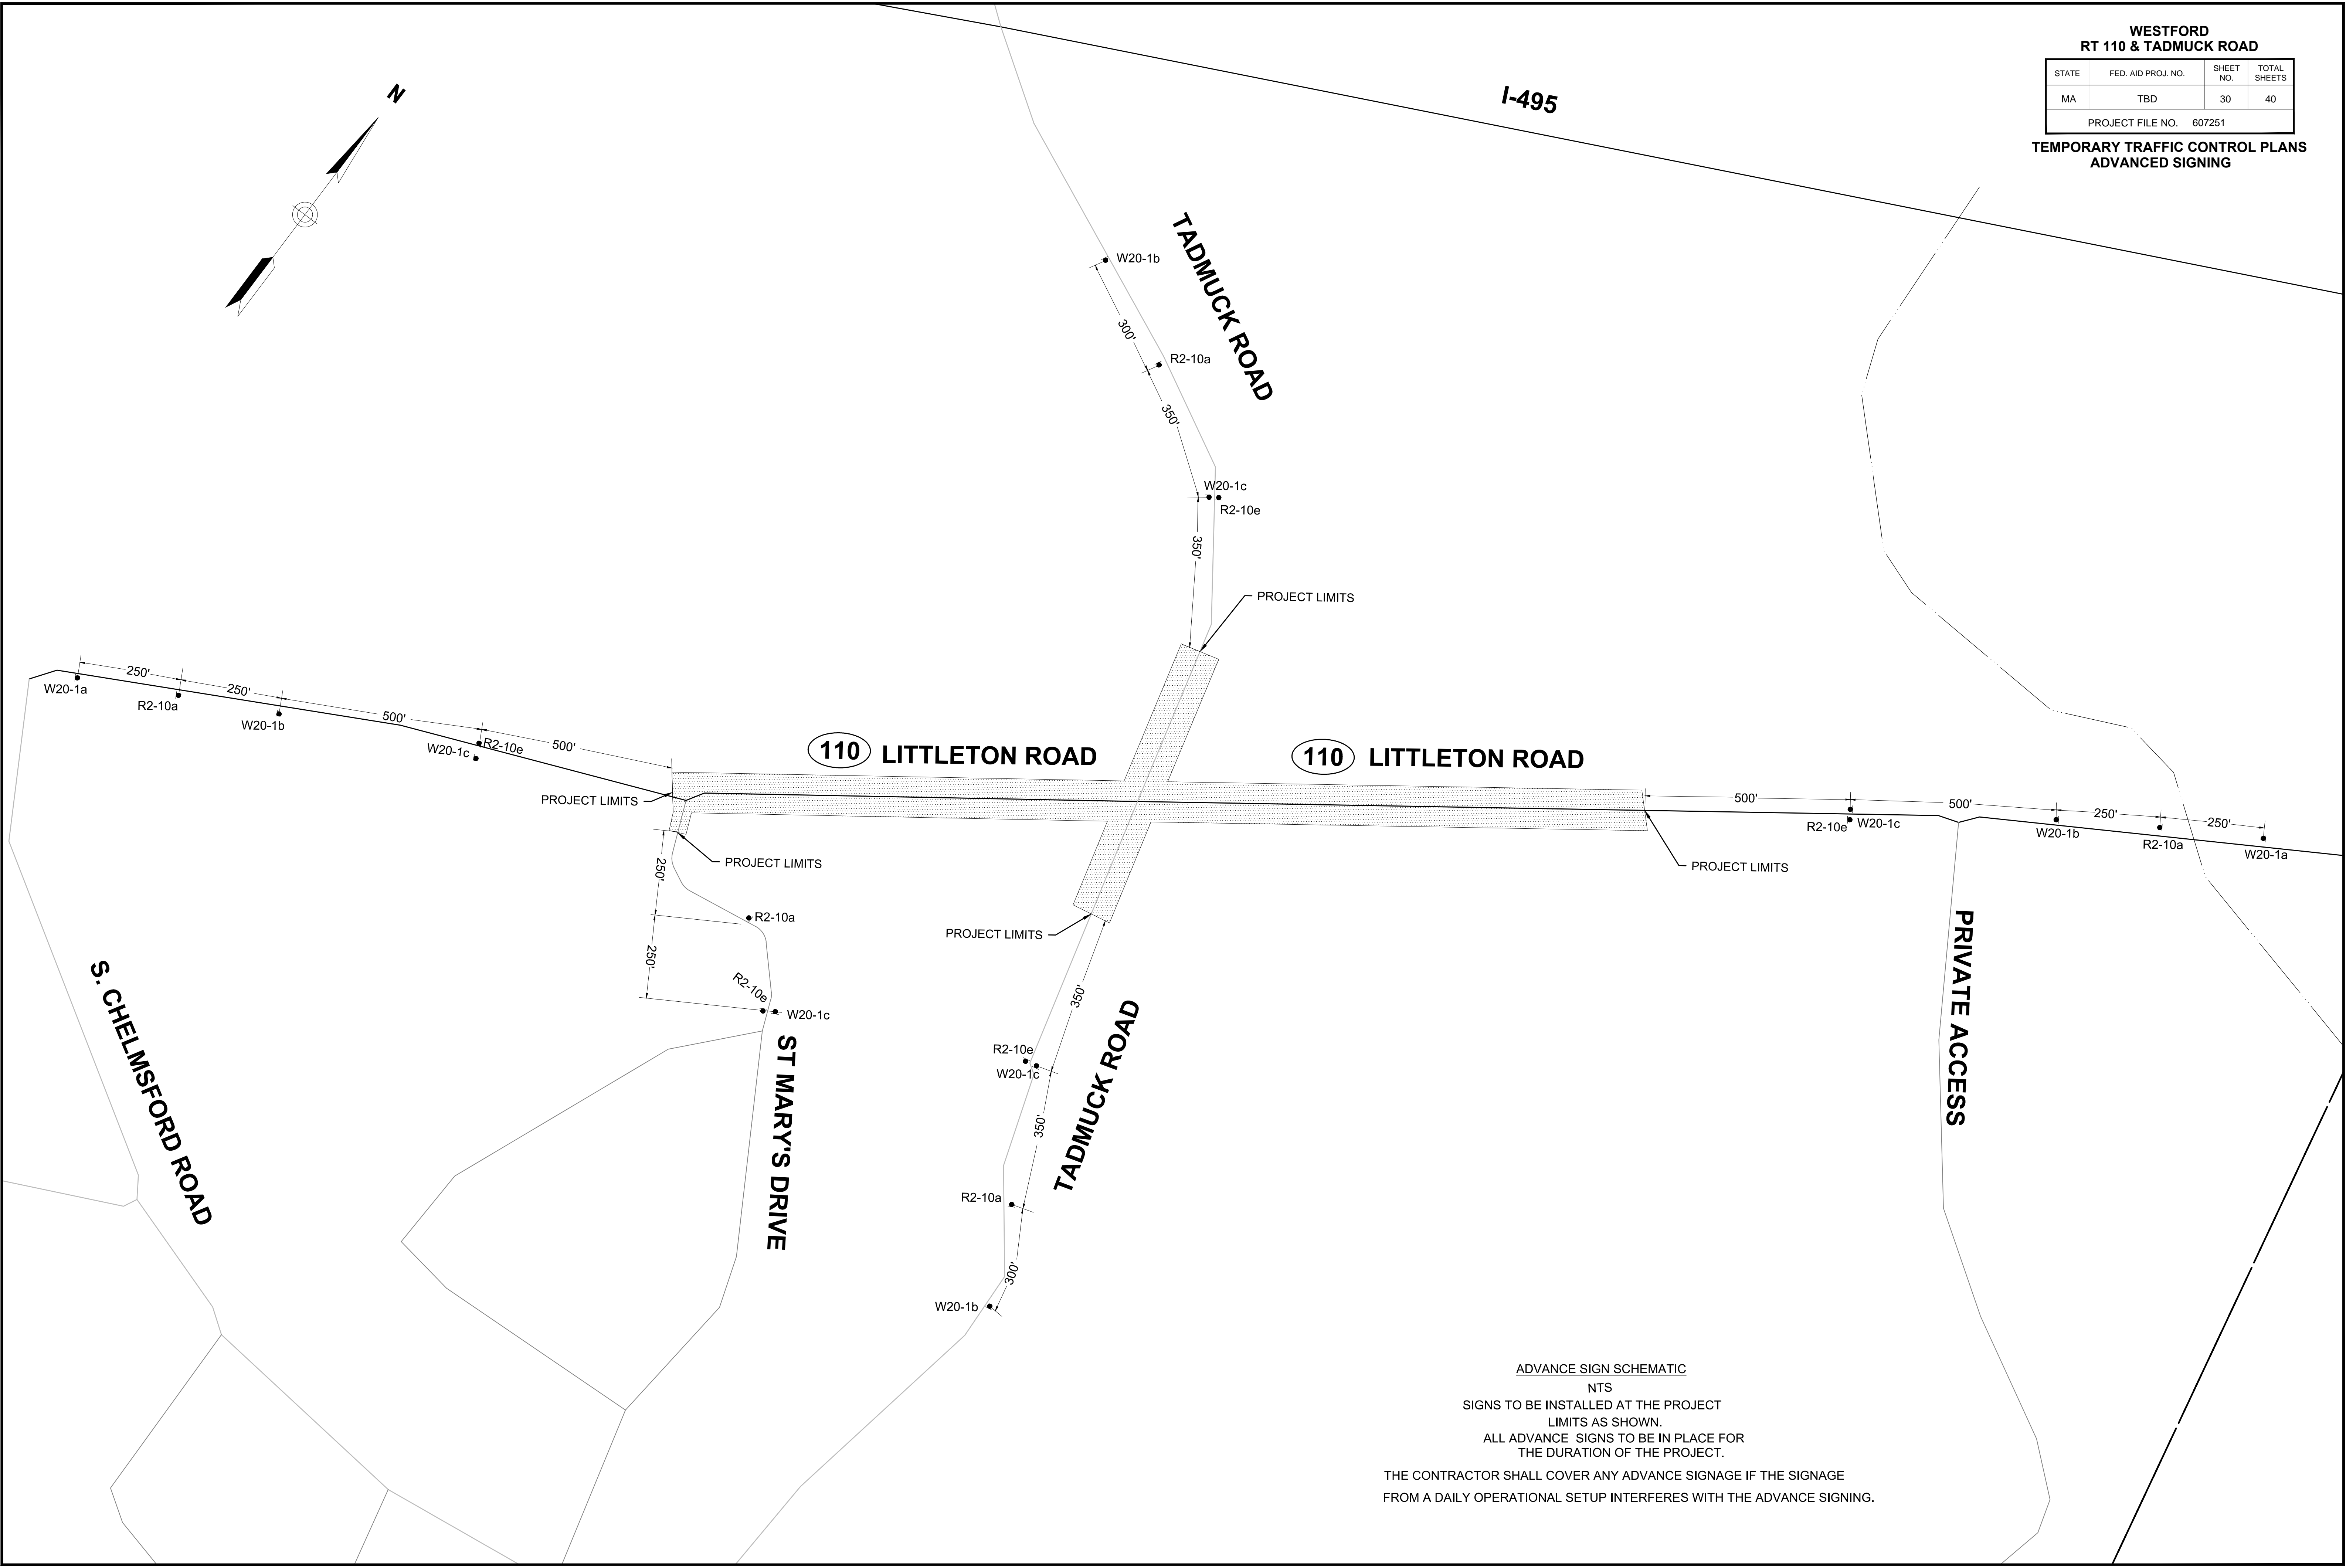 WESTFORD
RT 110 & TADMUCK ROAD
STATE FED. AID PROJ. NO. SHEET NO. TOTAL SHEETS
MA TBD 30 40
PROJECT FILE NO. 607251
TEMPORARY TRAFFIC CONTROL PLANS
ADVANCED SIGNING
N
I-495
TADMUCK ROAD
W20-1b
300'
R2-10a
350'
W20-1c
R2-10e
350'
PROJECT LIMITS
250'
250'
500'
500'
W20-1a
R2-10a
W20-1b
W20-1c
R2-10e
110 LITTLETON ROAD
110 LITTLETON ROAD
PROJECT LIMITS
PROJECT LIMITS
500'
500'
250'
250'
R2-10e
W20-1c
W20-1b
R2-10a
W20-1a
PROJECT LIMITS
250'
R2-10a
250'
R2-10e
W20-1c
PROJECT LIMITS
350'
R2-10e
W20-1c
350'
R2-10a
300'
W20-1b
TADMUCK ROAD
S. CHELMSFORD ROAD
ST MARY'S DRIVE
PRIVATE ACCESS
ADVANCE SIGN SCHEMATIC
NTS
SIGNS TO BE INSTALLED AT THE PROJECT
LIMITS AS SHOWN.
ALL ADVANCE SIGNS TO BE IN PLACE FOR
THE DURATION OF THE PROJECT.
THE CONTRACTOR SHALL COVER ANY ADVANCE SIGNAGE IF THE SIGNAGE
FROM A DAILY OPERATIONAL SETUP INTERFERES WITH THE ADVANCE SIGNING.